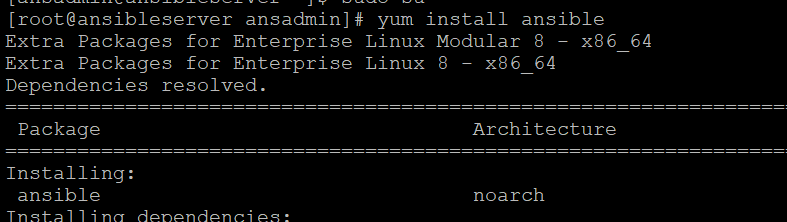 [ansadmin@ansibleserver ~]$ sudo su
[root@ansibleserver ansadmin]# yum install ansible
Extra Packages for Enterprise Linux Modular 8 - x86_64
Extra Packages for Enterprise Linux 8 - x86_64
Dependencies resolved.
================================================================================
Package Architecture
================================================================================
Installing:
ansible noarch
Installing dependencies: